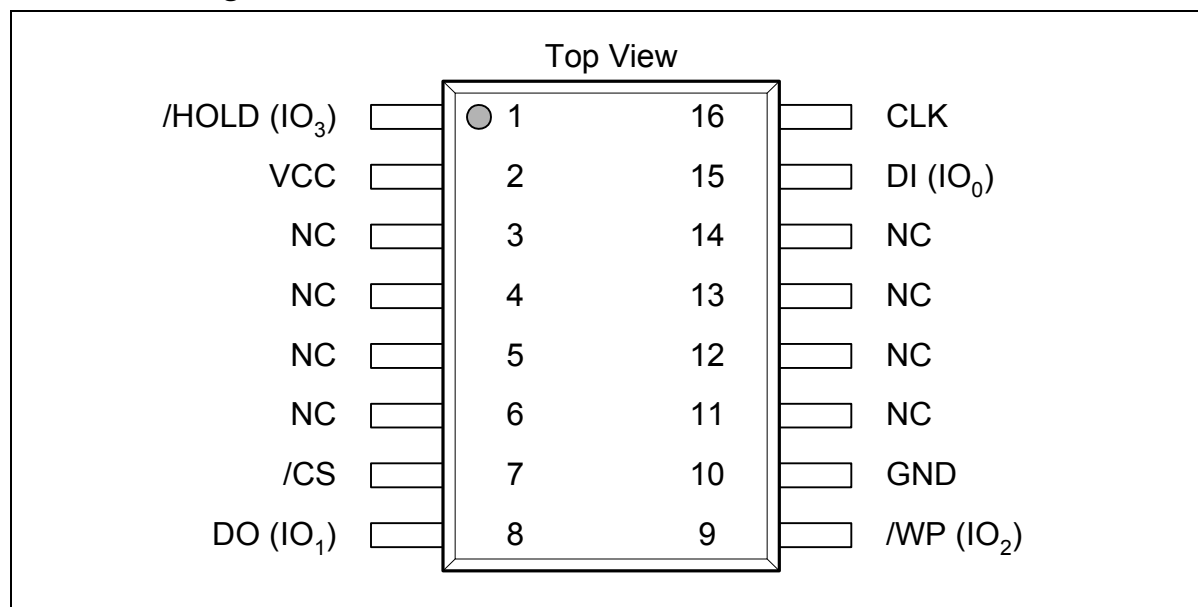 Top View
/HOLD (IO₃) 1 16 CLK
VCC 2 15 DI (IO₀)
NC 3 14 NC
NC 4 13 NC
NC 5 12 NC
NC 6 11 NC
/CS 7 10 GND
DO (IO₁) 8 9 /WP (IO₂)